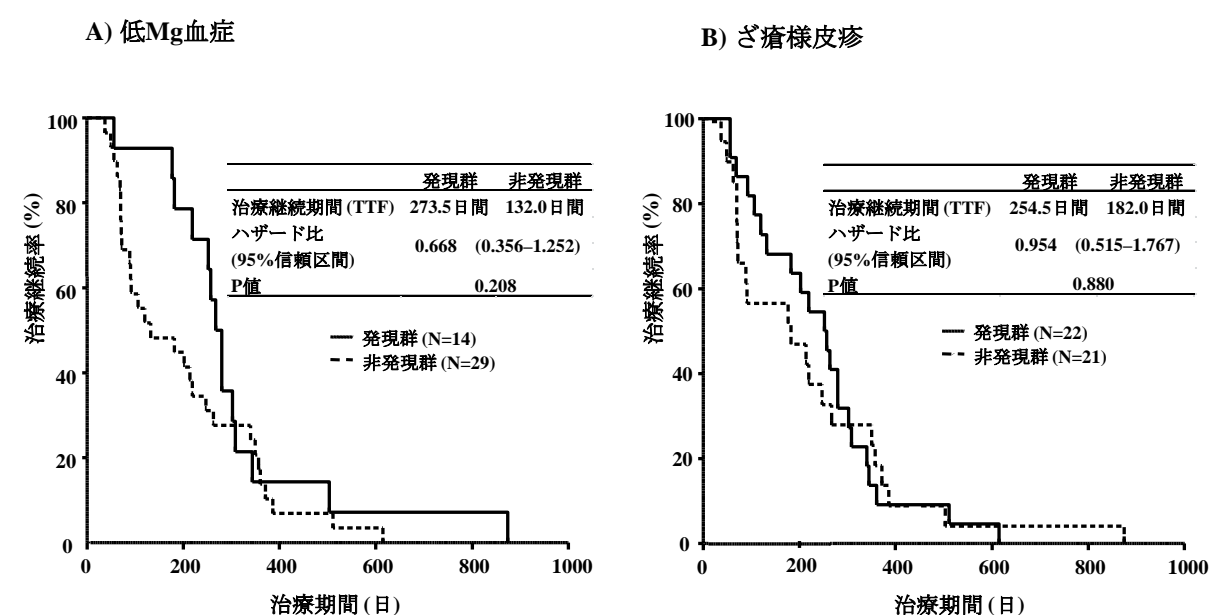 A) 低Mg血症
100
80
60
40
20
0
治療継続率 (%)
発現群 非発現群
治療継続期間 (TTF) 273.5日間 132.0日間
ハザード比
(95%信頼区間)
0.668 (0.356–1.252)
P値 0.208
発現群 (N=14)
非発現群 (N=29)
0 200 400 600 800 1000
治療期間 (日)
B) ざ瘡様皮疹
100
80
60
40
20
0
治療継続率 (%)
発現群 非発現群
治療継続期間 (TTF) 254.5日間 182.0日間
ハザード比
(95%信頼区間)
0.954 (0.515–1.767)
P値 0.880
発現群 (N=22)
非発現群 (N=21)
0 200 400 600 800 1000
治療期間 (日)